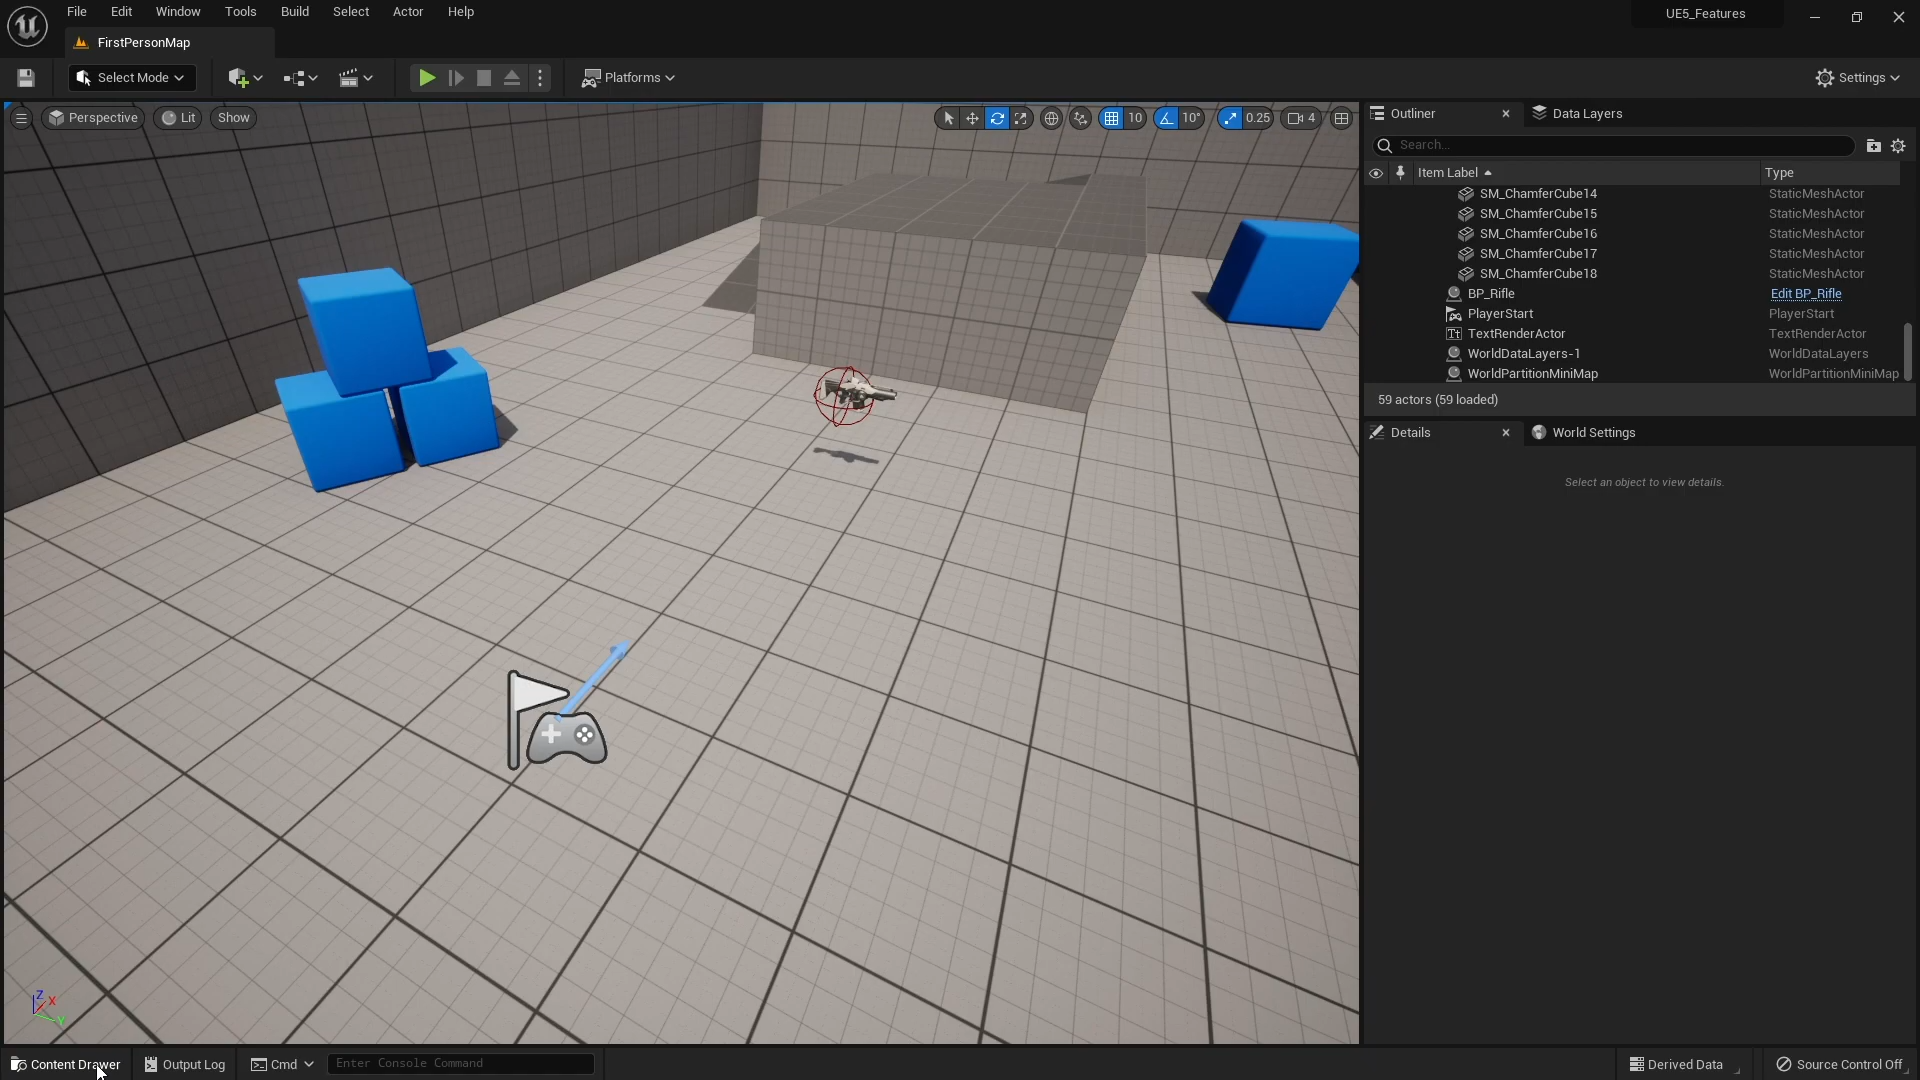 File Edit Window Tools Build Select Actor Help
UE5_Features
FirstPersonMap
Select Mode
Platforms
Settings
Perspective Lit Show
10 10° 0.25 4
Outliner Data Layers
Search...
Item Label Type
SM_ChamferCube14 StaticMeshActor
SM_ChamferCube15 StaticMeshActor
SM_ChamferCube16 StaticMeshActor
SM_ChamferCube17 StaticMeshActor
SM_ChamferCube18 StaticMeshActor
BP_Rifle Edit BP_Rifle
PlayerStart PlayerStart
TextRenderActor TextRenderActor
WorldDataLayers-1 WorldDataLayers
WorldPartitionMiniMap WorldPartitionMiniMap
59 actors (59 loaded)
Details World Settings
Select an object to view details.
Z X
Y
Content Drawer Output Log Cmd Enter Console Command Derived Data Source Control Off